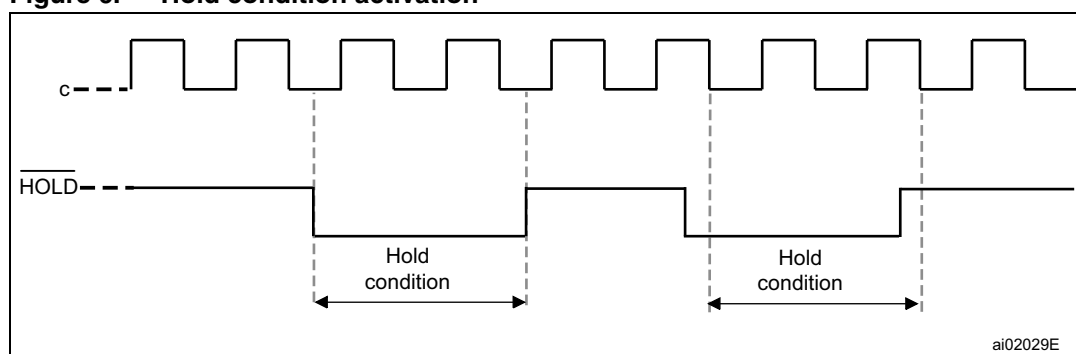 Figure 6. Hold condition activation
c
HOLD
Hold
condition
Hold
condition
ai02029E